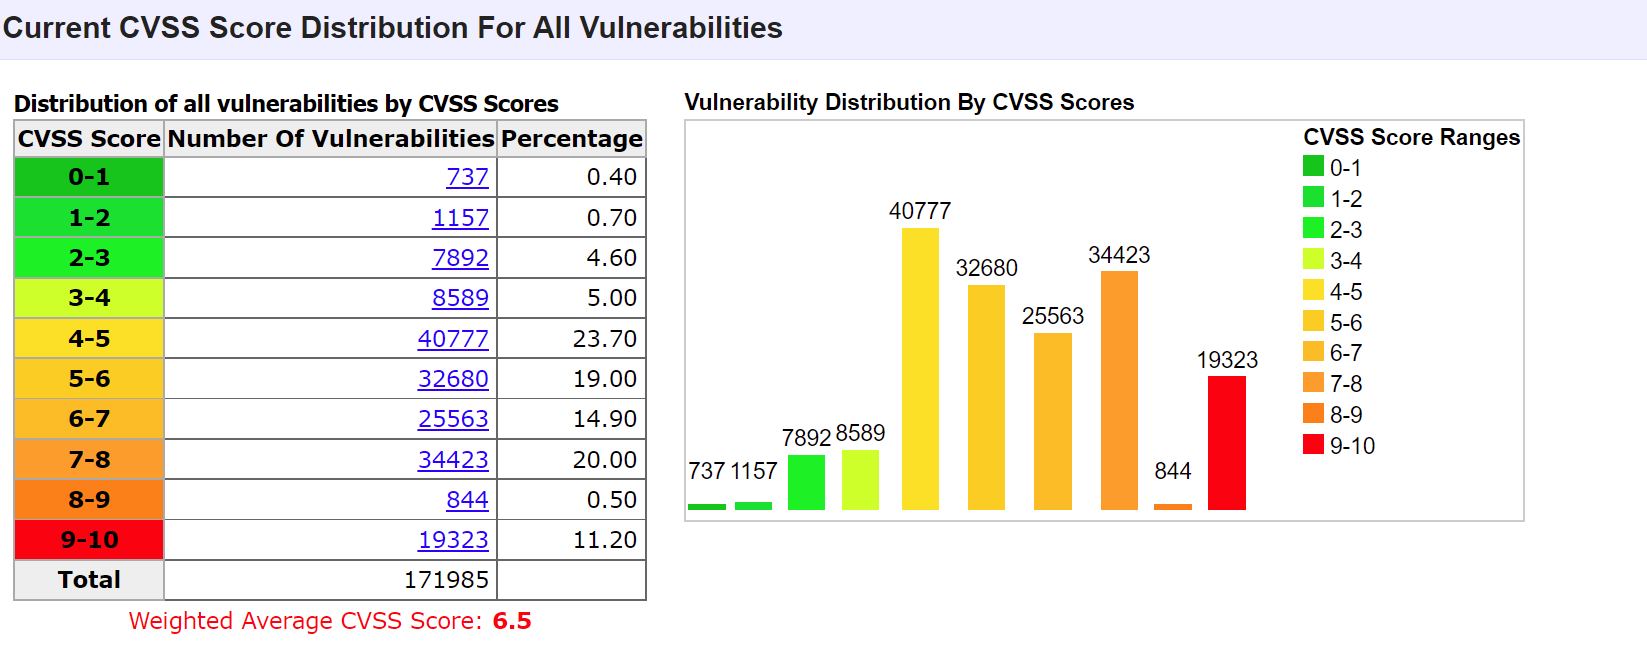 Current CVSS Score Distribution For All Vulnerabilities
Distribution of all vulnerabilities by CVSS Scores
CVSS Score Number Of Vulnerabilities Percentage
0-1 737 0.40
1-2 1157 0.70
2-3 7892 4.60
3-4 8589 5.00
4-5 40777 23.70
5-6 32680 19.00
6-7 25563 14.90
7-8 34423 20.00
8-9 844 0.50
9-10 19323 11.20
Total 171985
Weighted Average CVSS Score: 6.5
Vulnerability Distribution By CVSS Scores
737
1157
7892
8589
40777
32680
25563
34423
844
19323
CVSS Score Ranges
0-1
1-2
2-3
3-4
4-5
5-6
6-7
7-8
8-9
9-10